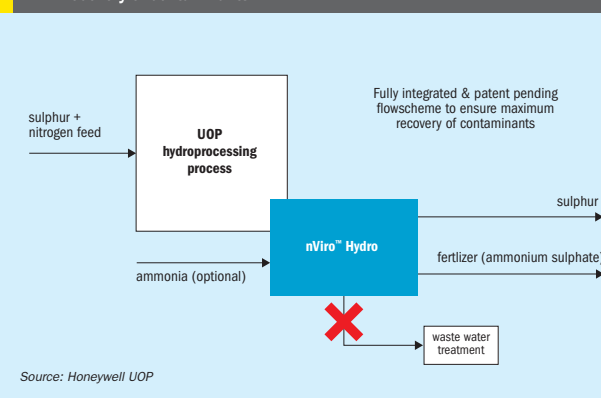 Fully integrated & patent pending
flowscheme to ensure maximum
recovery of contaminants
sulphur +
nitrogen feed
UOP
hydroprocessing
process
sulphur
nViro™ Hydro
fertlizer (ammonium sulphate)
ammonia (optional)
waste water
treatment
Source: Honeywell UOP